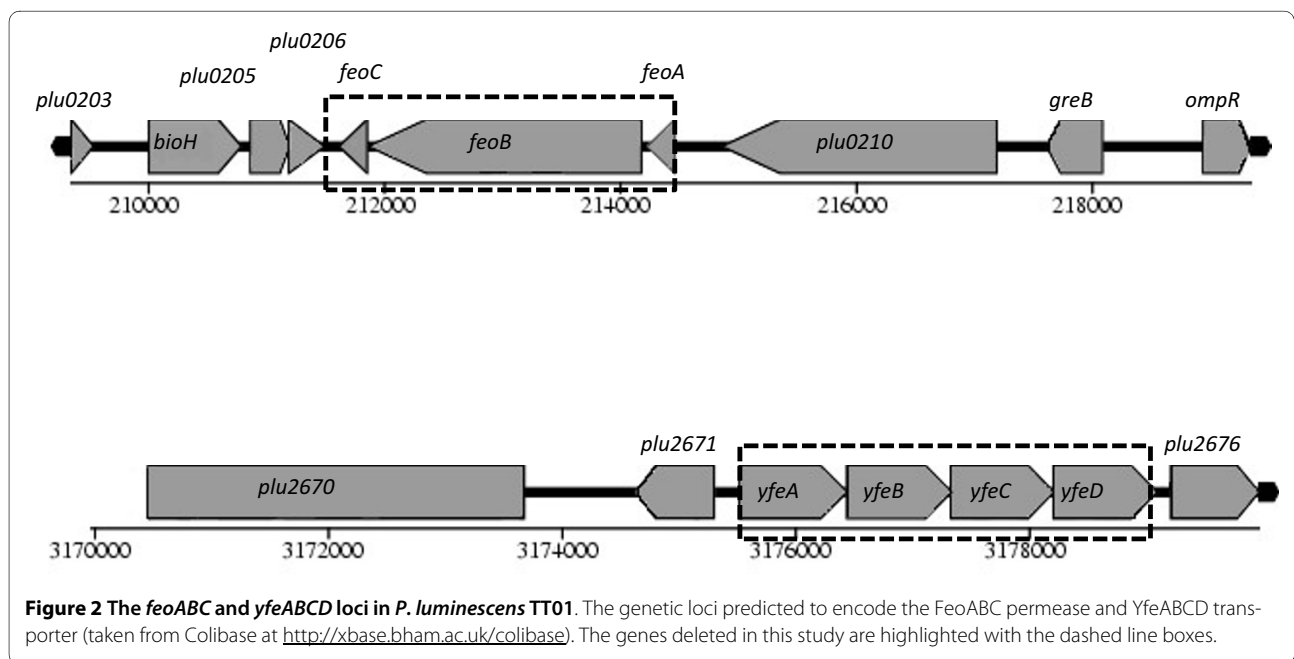 plu0206
plu0205 feoC feoA
plu0203 greB ompR
bioH feoB plu0210
210000 212000 214000 216000 218000
plu2671 plu2676
plu2670 yfeA yfeB yfeC yfeD
3170000 3172000 3174000 3176000 3178000
Figure 2 The feoABC and yfeABCD loci in P. luminescens TT01. The genetic loci predicted to encode the FeoABC permease and YfeABCD trans-
porter (taken from Colibase at http://xbase.bham.ac.uk/colibase). The genes deleted in this study are highlighted with the dashed line boxes.